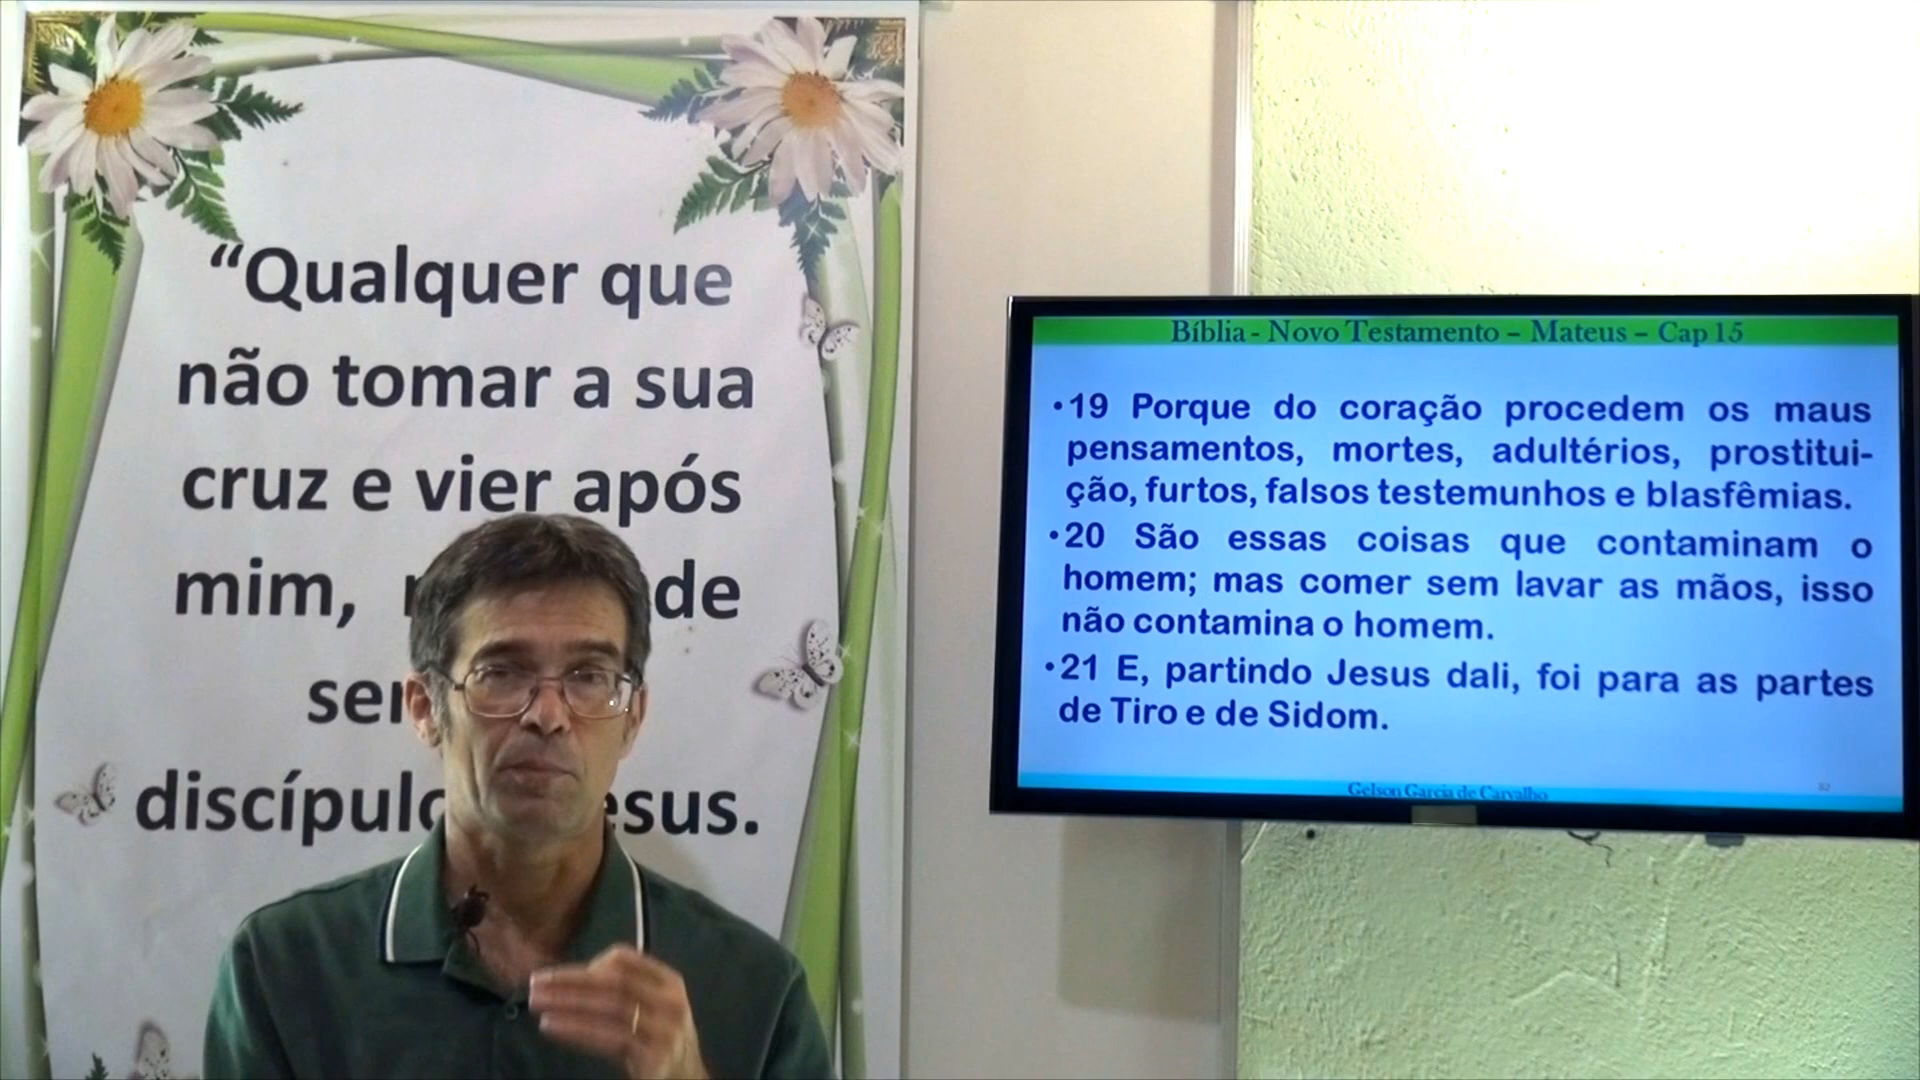 “Qualquer que
não tomar a sua
cruz e vier após
mim, de
ser
discípulo esus.
Bíblia - Novo Testamento – Mateus – Cap 15
•19 Porque do coração procedem os maus
pensamentos, mortes, adultérios, prostitui-
ção, furtos, falsos testemunhos e blasfêmias.
•20 São essas coisas que contaminam o
homem; mas comer sem lavar as mãos, isso
não contamina o homem.
•21 E, partindo Jesus dali, foi para as partes
de Tiro e de Sidom.
Gelson Garcia de Carvalho